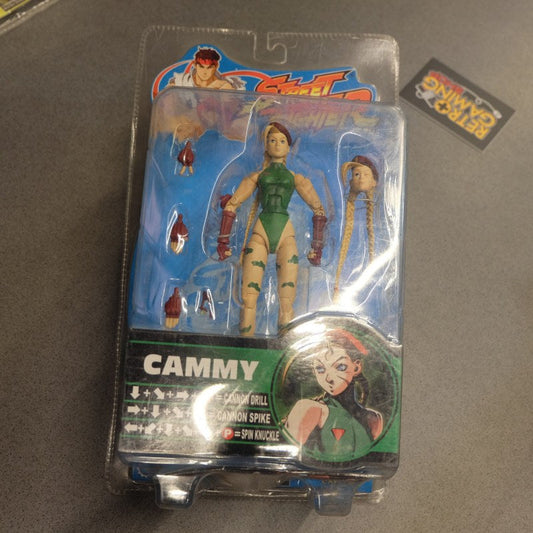 STREET
FIGHTER
RETRO
GAMING
CAMMY
= CANNON DRILL
= CANNON SPIKE
+ P = SPIN KNUCKLE